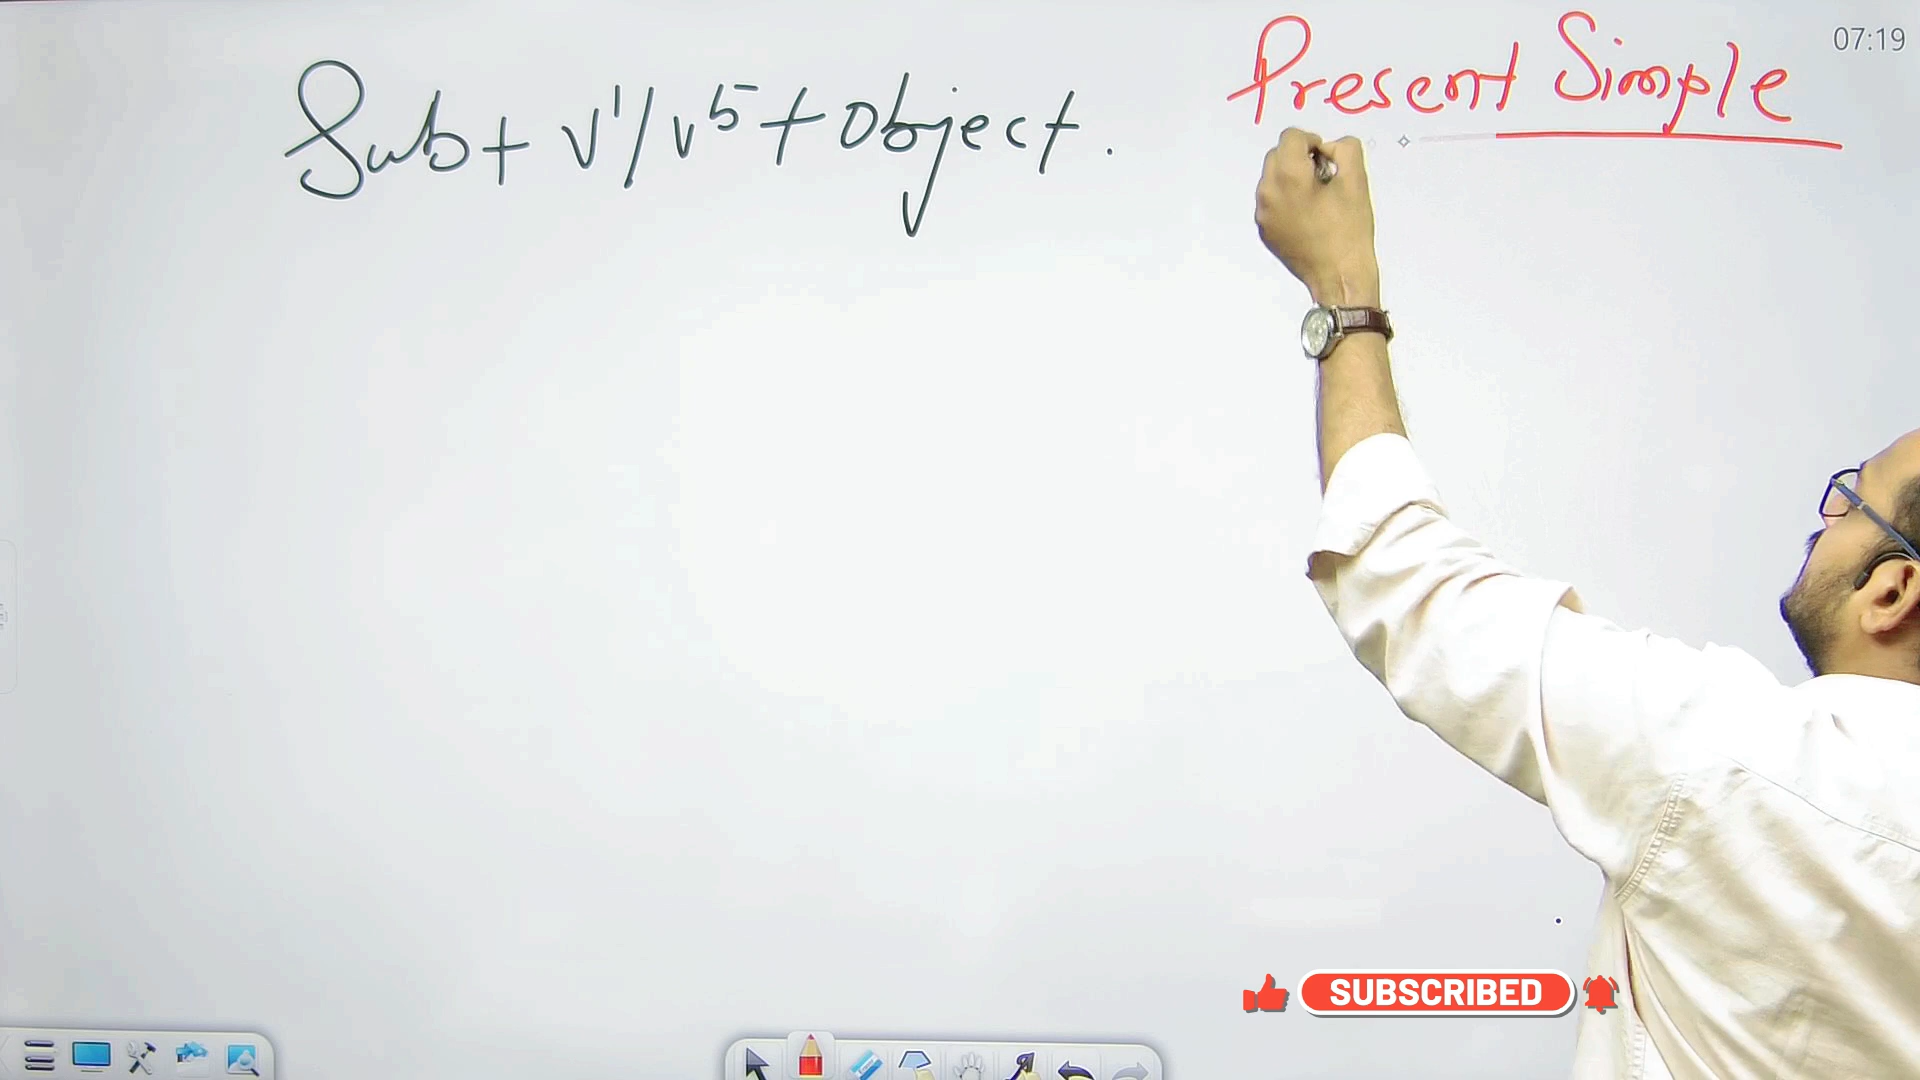 Present Simple
07:19
Sub + V¹/V⁵ + Object.
SUBSCRIBED